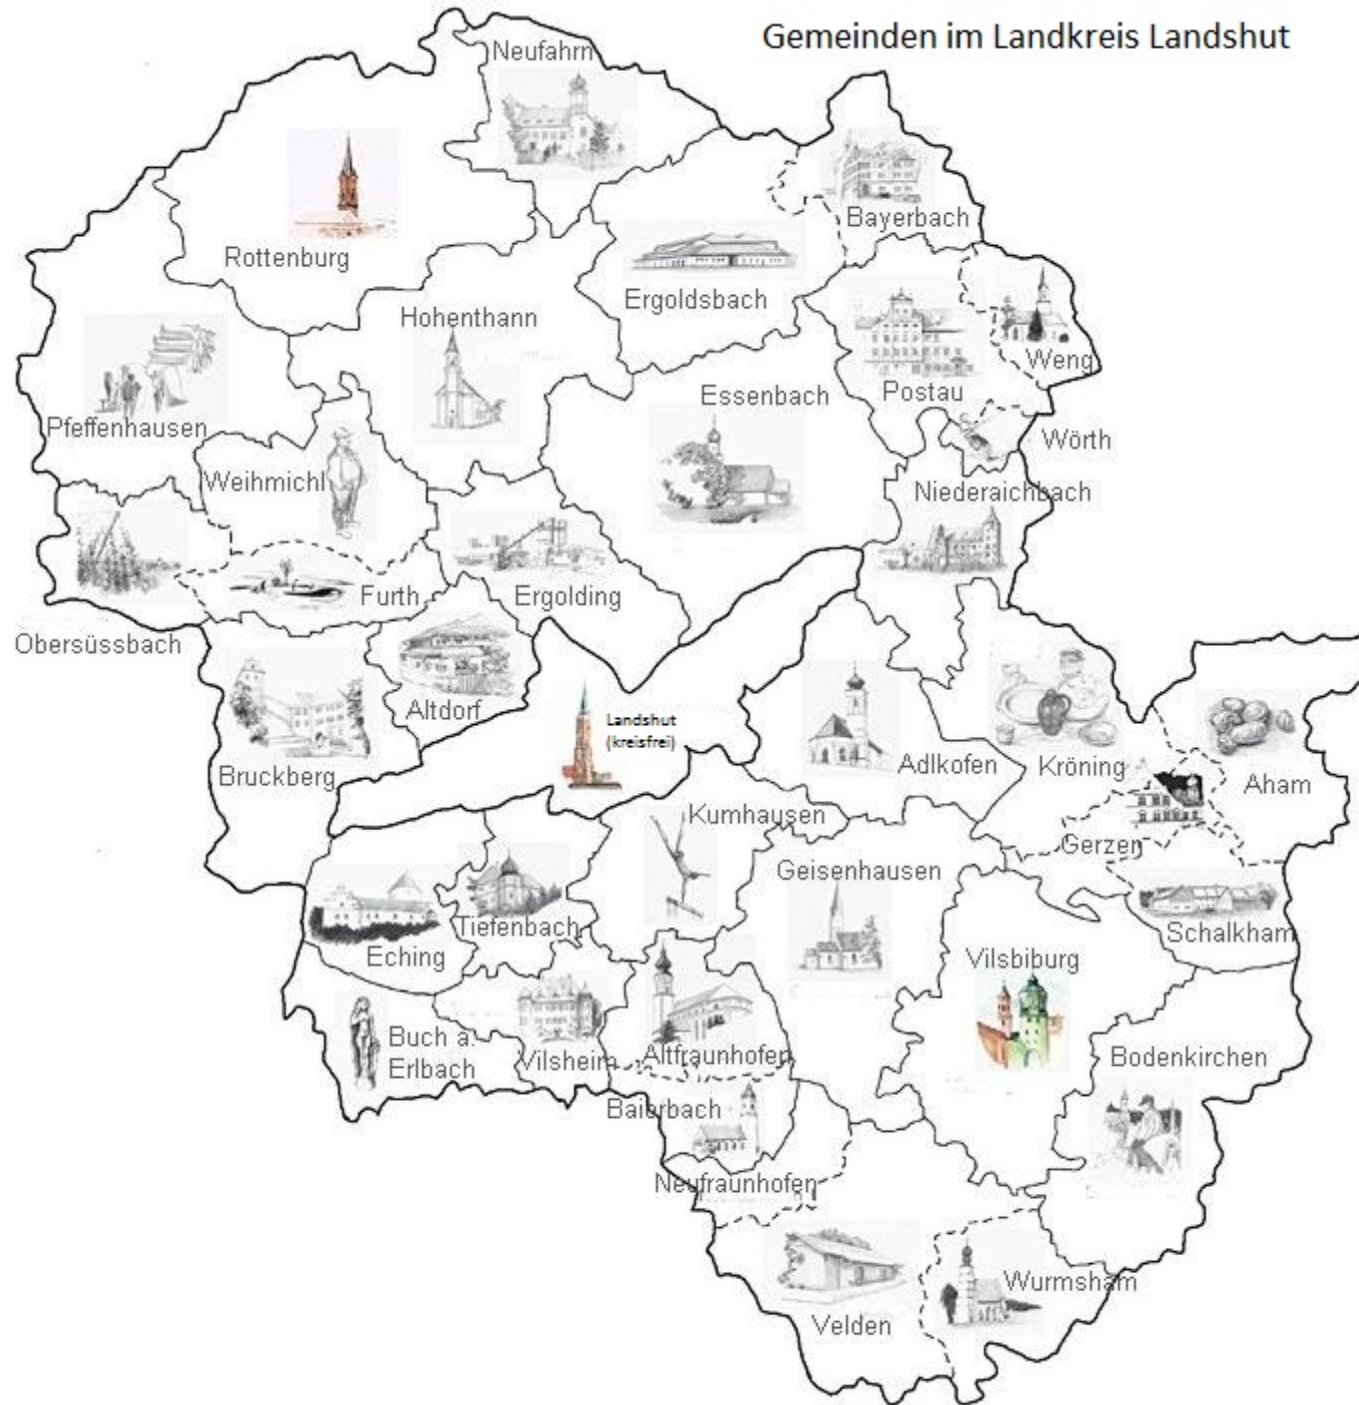 Gemeinden im Landkreis Landshut
Neufahrn
Bayerbach
Rottenburg
Ergoldsbach
Hohenthann
Weng
Essenbach
Postau
Pfeffenhausen
Wörth
Weihmichl
Niederaichbach
Furth
Ergolding
Obersüssbach
Altdorf
Landshut
(kreisfrei)
Bruckberg
Adlkofen
Kröning
Aham
Kumhausen
Gerzen
Geisenhausen
Tiefenbach
Schalkham
Eching
Vilsbiburg
Buch a.
Erlbach
Vilsheim
Altfraunhofen
Bodenkirchen
Baierbach
Neufraunhofen
Wurmsham
Velden